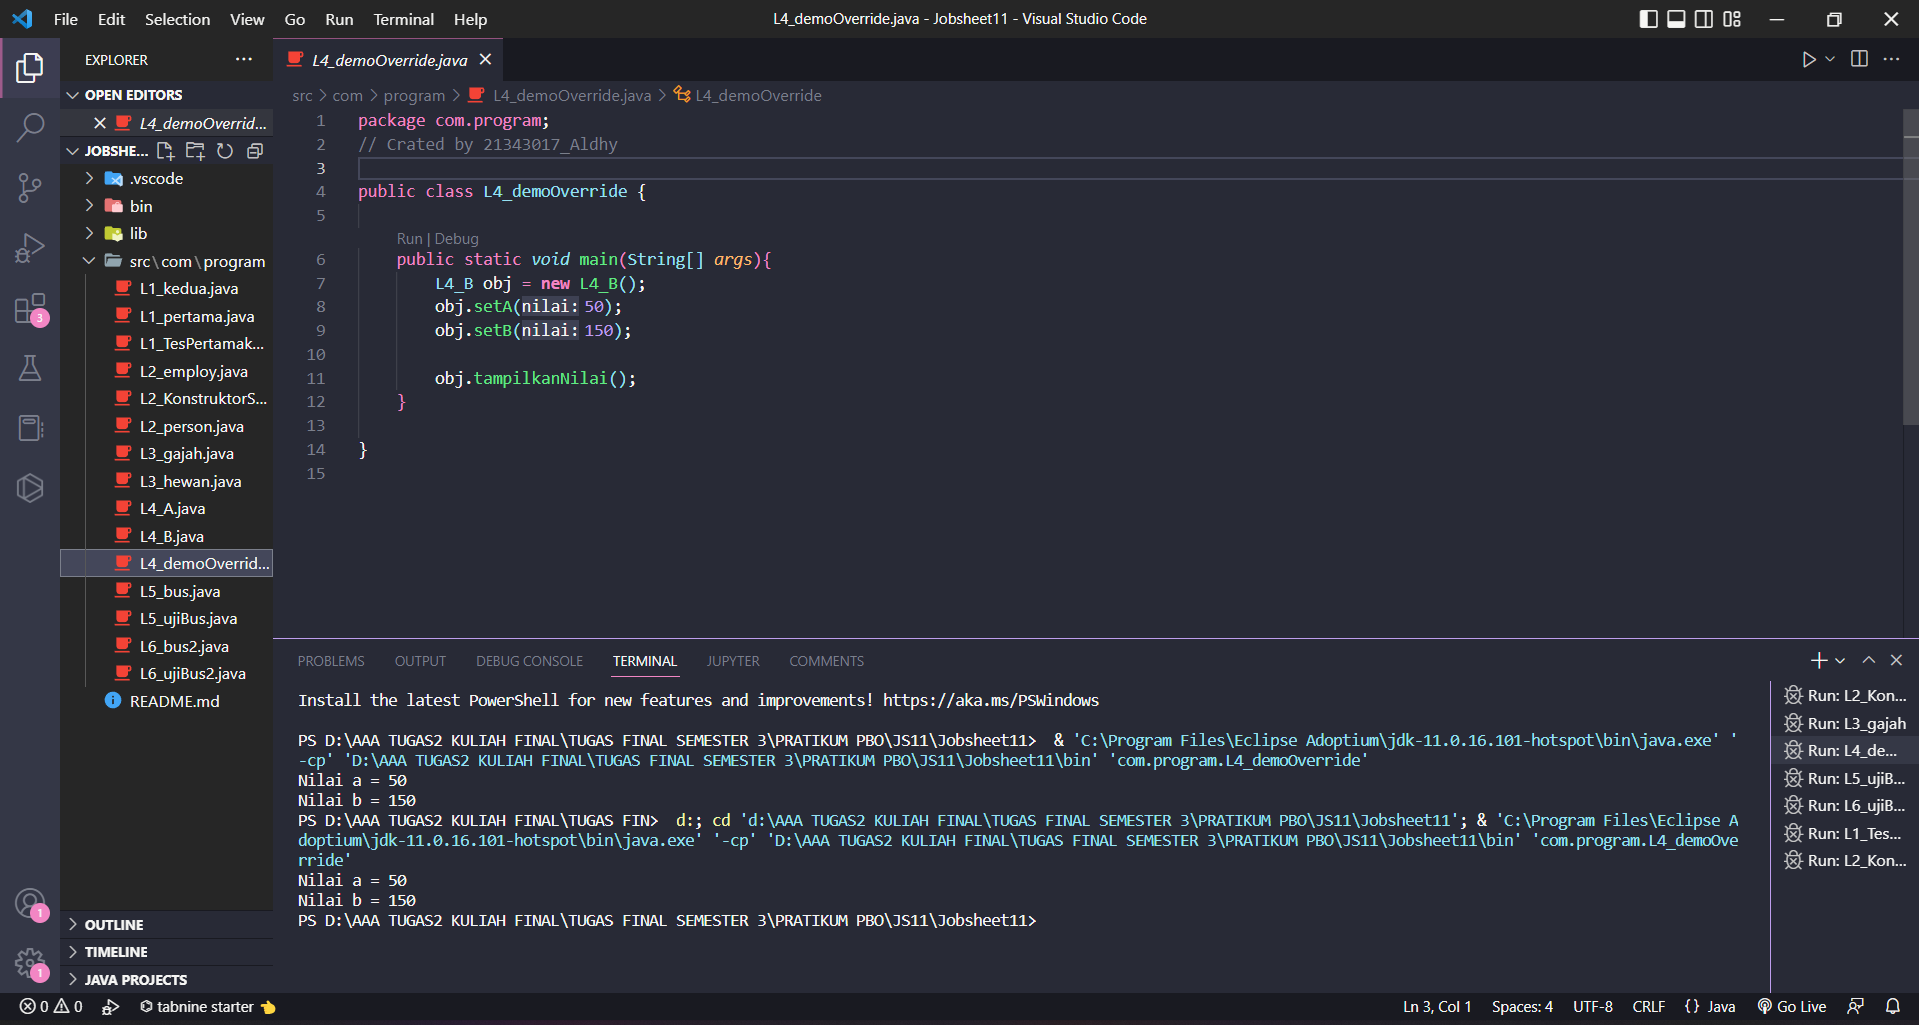 File Edit Selection View Go Run Terminal Help
L4_demoOverride.java - Jobsheet11 - Visual Studio Code
EXPLORER
OPEN EDITORS
L4_demoOverrid...
JOBSHE...
.vscode
bin
lib
src\com\program
L1_kedua.java
L1_pertama.java
L1_TesPertamak...
L2_employ.java
L2_KonstruktorS...
L2_person.java
L3_gajah.java
L3_hewan.java
L4_A.java
L4_B.java
L4_demoOverrid...
L5_bus.java
L5_ujiBus.java
L6_bus2.java
L6_ujiBus2.java
README.md
OUTLINE
TIMELINE
JAVA PROJECTS
3
1
1
L4_demoOverride.java
src > com > program > L4_demoOverride.java > L4_demoOverride
1 package com.program;
2 // Crated by 21343017_Aldhy
3
4 public class L4_demoOverride {
5
Run | Debug
6 public static void main(String[] args){
7 L4_B obj = new L4_B();
8 obj.setA(nilai: 50);
9 obj.setB(nilai: 150);
10
11 obj.tampilkanNilai();
12 }
13
14 }
15
PROBLEMS OUTPUT DEBUG CONSOLE TERMINAL JUPYTER COMMENTS
Install the latest PowerShell for new features and improvements! https://aka.ms/PSWindows
PS D:\AAA TUGAS2 KULIAH FINAL\TUGAS FINAL SEMESTER 3\PRATIKUM PBO\JS11\Jobsheet11> & 'C:\Program Files\Eclipse Adoptium\jdk-11.0.16.101-hotspot\bin\java.exe' '
-cp' 'D:\AAA TUGAS2 KULIAH FINAL\TUGAS FINAL SEMESTER 3\PRATIKUM PBO\JS11\Jobsheet11\bin' 'com.program.L4_demoOverride'
Nilai a = 50
Nilai b = 150
PS D:\AAA TUGAS2 KULIAH FINAL\TUGAS FIN> d:; cd 'd:\AAA TUGAS2 KULIAH FINAL\TUGAS FINAL SEMESTER 3\PRATIKUM PBO\JS11\Jobsheet11'; & 'C:\Program Files\Eclipse A
doptium\jdk-11.0.16.101-hotspot\bin\java.exe' '-cp' 'D:\AAA TUGAS2 KULIAH FINAL\TUGAS FINAL SEMESTER 3\PRATIKUM PBO\JS11\Jobsheet11\bin' 'com.program.L4_demoOve
rride'
Nilai a = 50
Nilai b = 150
PS D:\AAA TUGAS2 KULIAH FINAL\TUGAS FINAL SEMESTER 3\PRATIKUM PBO\JS11\Jobsheet11>
Run: L2_Kon...
Run: L3_gajah
Run: L4_de...
Run: L5_ujiB...
Run: L6_ujiB...
Run: L1_Tes...
Run: L2_Kon...
0 0 tabnine starter
Ln 3, Col 1 Spaces: 4 UTF-8 CRLF {} Java Go Live